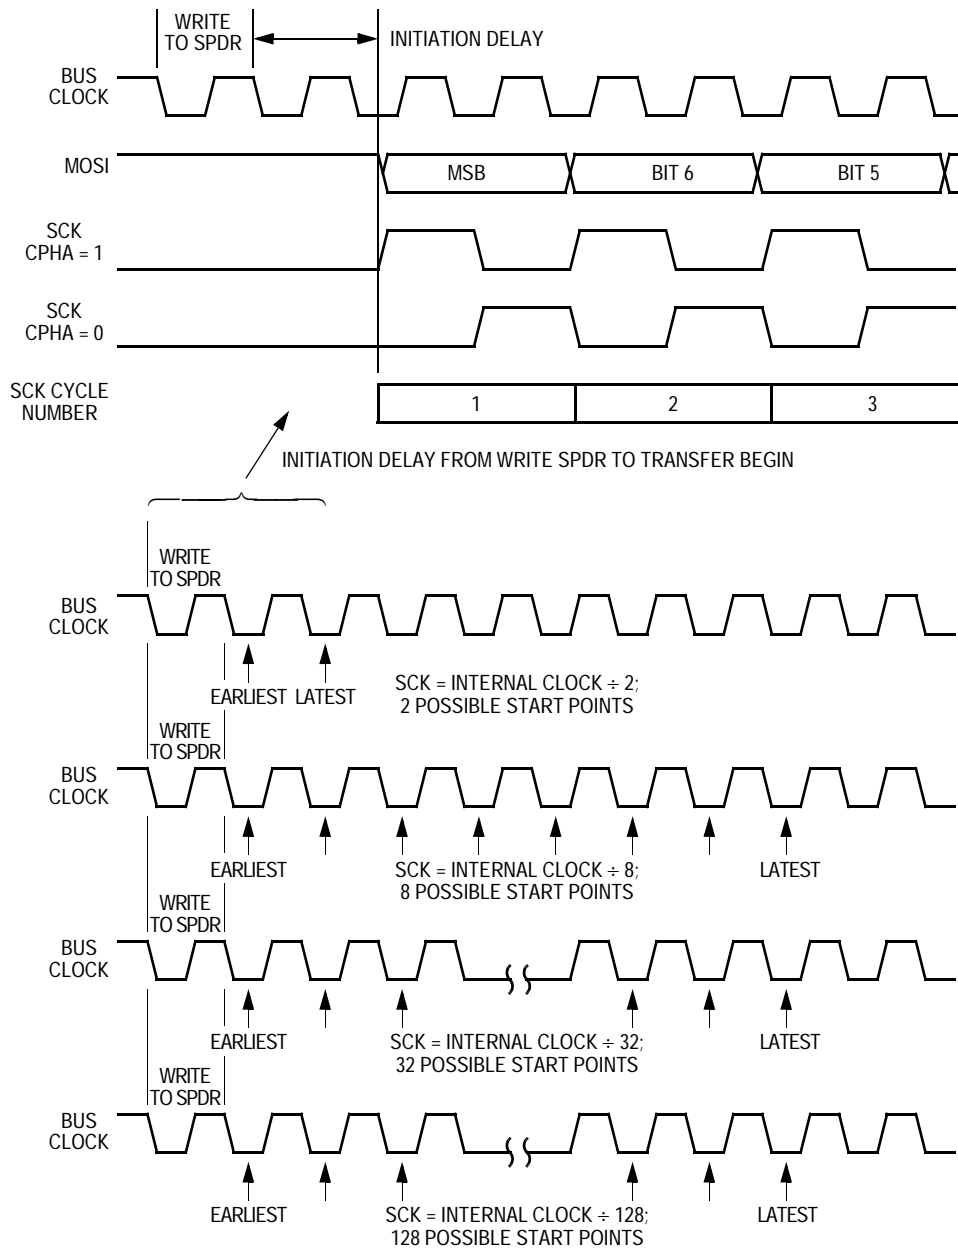 WRITE
TO SPDR
INITIATION DELAY
BUS
CLOCK
MOSI
MSB
BIT 6
BIT 5
SCK
CPHA = 1
SCK
CPHA = 0
SCK CYCLE
NUMBER
1
2
3
INITIATION DELAY FROM WRITE SPDR TO TRANSFER BEGIN
WRITE
TO SPDR
BUS
CLOCK
EARLIEST
LATEST
SCK = INTERNAL CLOCK ÷ 2;
2 POSSIBLE START POINTS
WRITE
TO SPDR
BUS
CLOCK
EARLIEST
SCK = INTERNAL CLOCK ÷ 8;
8 POSSIBLE START POINTS
LATEST
WRITE
TO SPDR
BUS
CLOCK
EARLIEST
SCK = INTERNAL CLOCK ÷ 32;
32 POSSIBLE START POINTS
LATEST
WRITE
TO SPDR
BUS
CLOCK
EARLIEST
SCK = INTERNAL CLOCK ÷ 128;
128 POSSIBLE START POINTS
LATEST